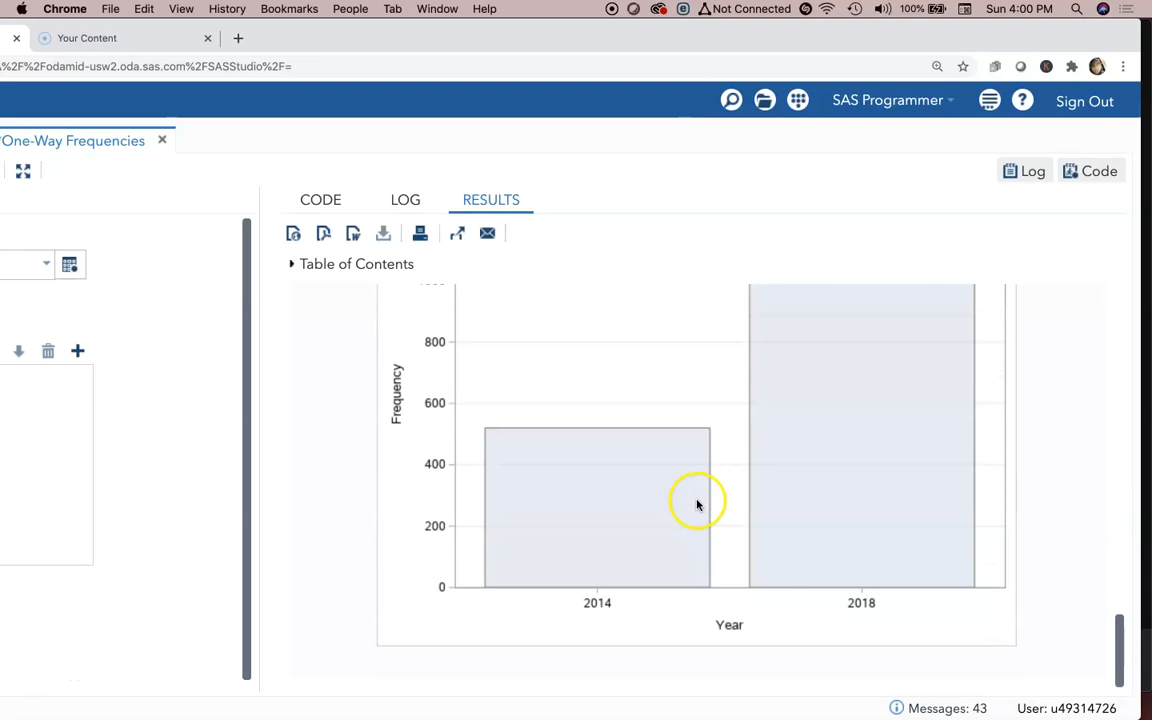 Chrome File Edit View History Bookmarks People Tab Window Help Not Connected 100% Sun 4:00 PM
Your Content
%2F%2Fodamid-usw2.oda.sas.com%2FSASStudio%2F=
SAS Programmer Sign Out
One-Way Frequencies
Log Code
CODE LOG RESULTS
Table of Contents
800
600
400
200
0
Frequency
2014 2018
Year
Messages: 43 User: u49314726